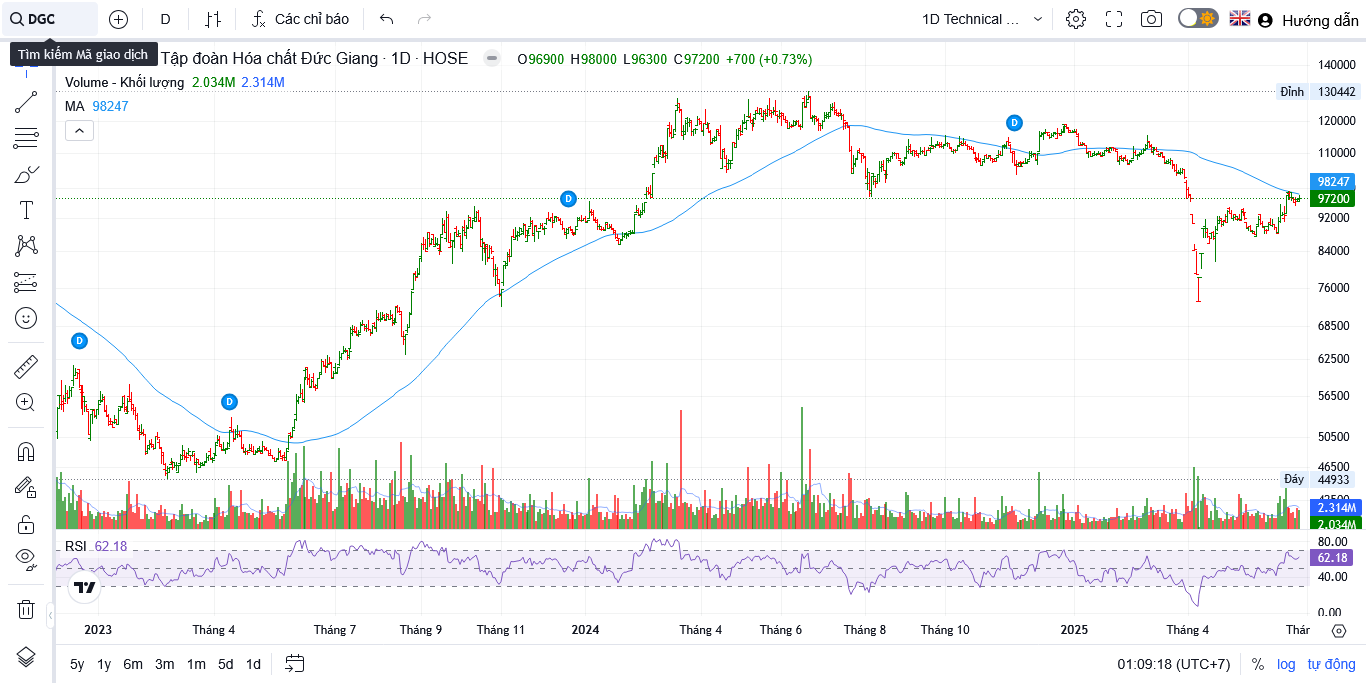 DGC
D
Các chỉ báo
1D Technical ...
Hướng dẫn
Tìm kiếm Mã giao dịch
Tập đoàn Hóa chất Đức Giang · 1D · HOSE
O96900 H98000 L96300 C97200 +700 (+0.73%)
Volume - Khối lượng 2.034M 2.314M
MA 98247
140000
Đỉnh 130442
120000
110000
98247
97200
92000
84000
76000
68500
62500
56500
50500
46500
Đáy 44933
42500
2.314M
2.034M
D
D
D
D
RSI 62.18
80.00
62.18
40.00
0.00
2023 Tháng 4 Tháng 7 Tháng 9 Tháng 11 2024 Tháng 4 Tháng 6 Tháng 8 Tháng 10 2025 Tháng 4 Thár
5y 1y 6m 3m 1m 5d 1d
01:09:18 (UTC+7) % log tự động